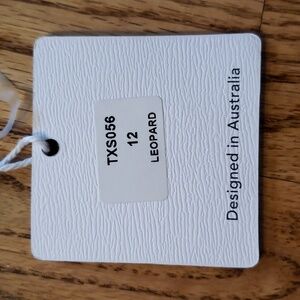 TXS056
12
LEOPARD
Designed in Australia